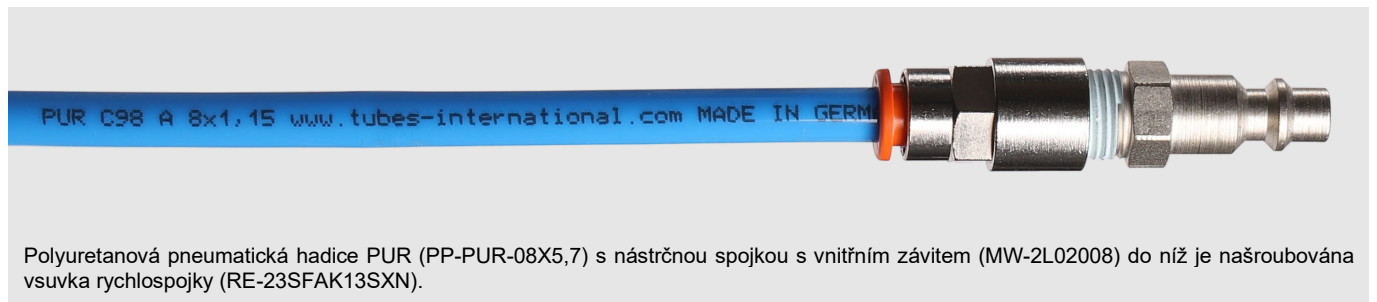 PUR C98 A 8x1,15 www.tubes-international.com MADE IN GERM
Polyuretanová pneumatická hadice PUR (PP-PUR-08X5,7) s nástrčnou spojkou s vnitřním závitem (MW-2L02008) do níž je našroubována
vsuvka rychlospojky (RE-23SFAK13SXN).